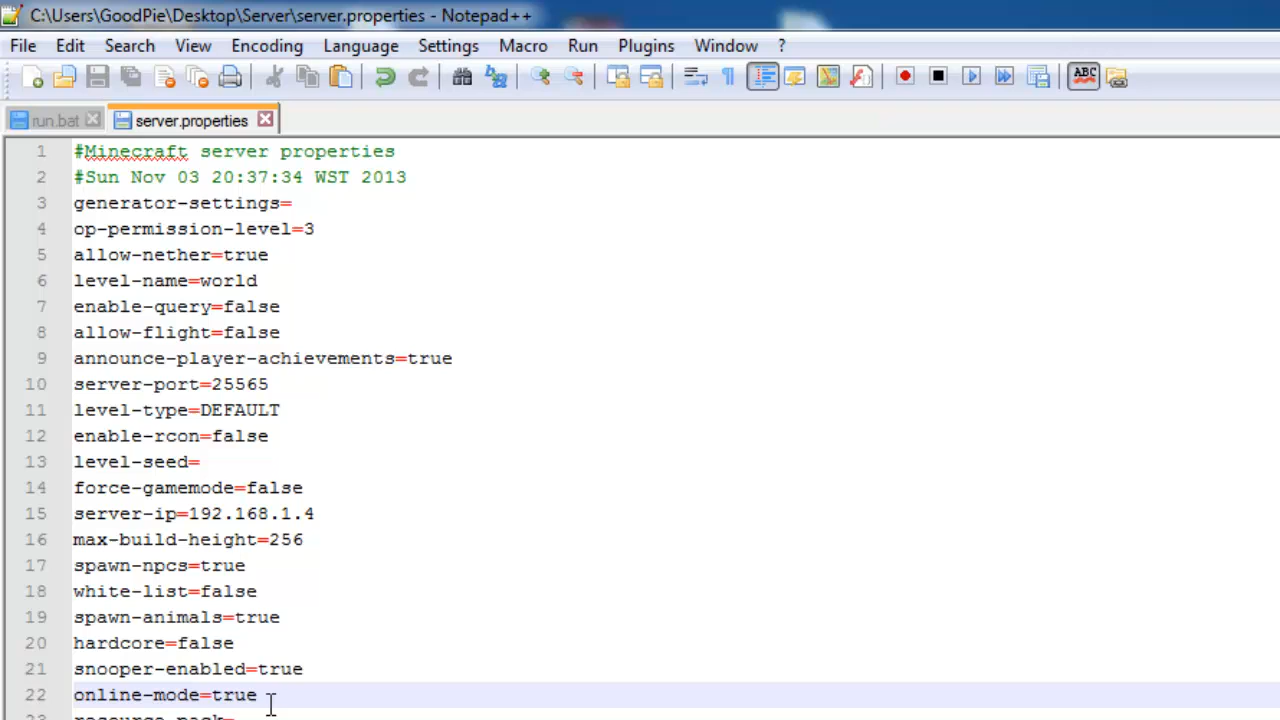 C:\Users\GoodPie\Desktop\Server\server.properties - Notepad++
File Edit Search View Encoding Language Settings Macro Run Plugins Window ?
ABC
run.bat server.properties
1 #Minecraft server properties
2 #Sun Nov 03 20:37:34 WST 2013
3 generator-settings=
4 op-permission-level=3
5 allow-nether=true
6 level-name=world
7 enable-query=false
8 allow-flight=false
9 announce-player-achievements=true
10 server-port=25565
11 level-type=DEFAULT
12 enable-rcon=false
13 level-seed=
14 force-gamemode=false
15 server-ip=192.168.1.4
16 max-build-height=256
17 spawn-npcs=true
18 white-list=false
19 spawn-animals=true
20 hardcore=false
21 snooper-enabled=true
22 online-mode=true
23 resource-pack=